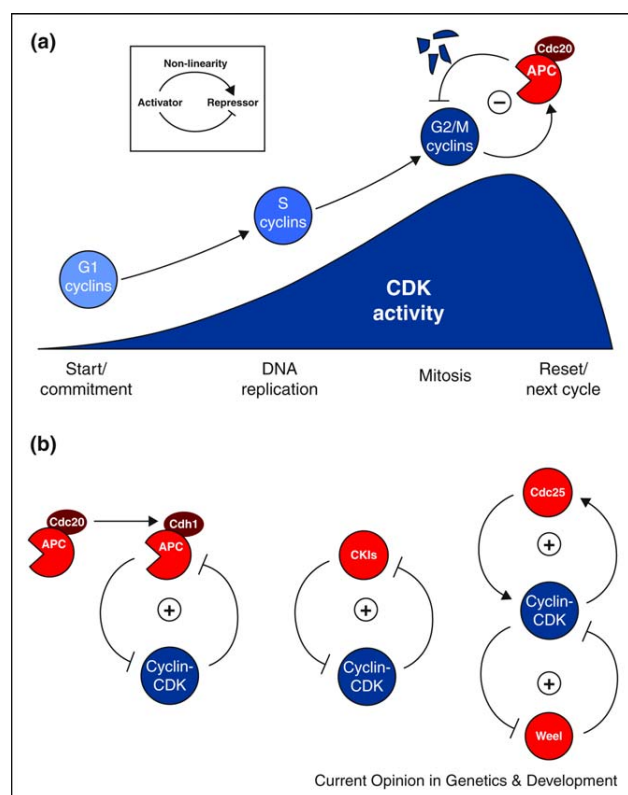 (a)
Non-linearity
Activator
Repressor
Cdc20
APC
−
G2/M
cyclins
S
cyclins
G1
cyclins
CDK
activity
Start/
commitment
DNA
replication
Mitosis
Reset/
next cycle
(b)
Cdc20
APC
Cdh1
APC
+
Cyclin-
CDK
CKIs
+
Cyclin-
CDK
Cdc25
+
Cyclin-
CDK
+
Weel
Current Opinion in Genetics & Development